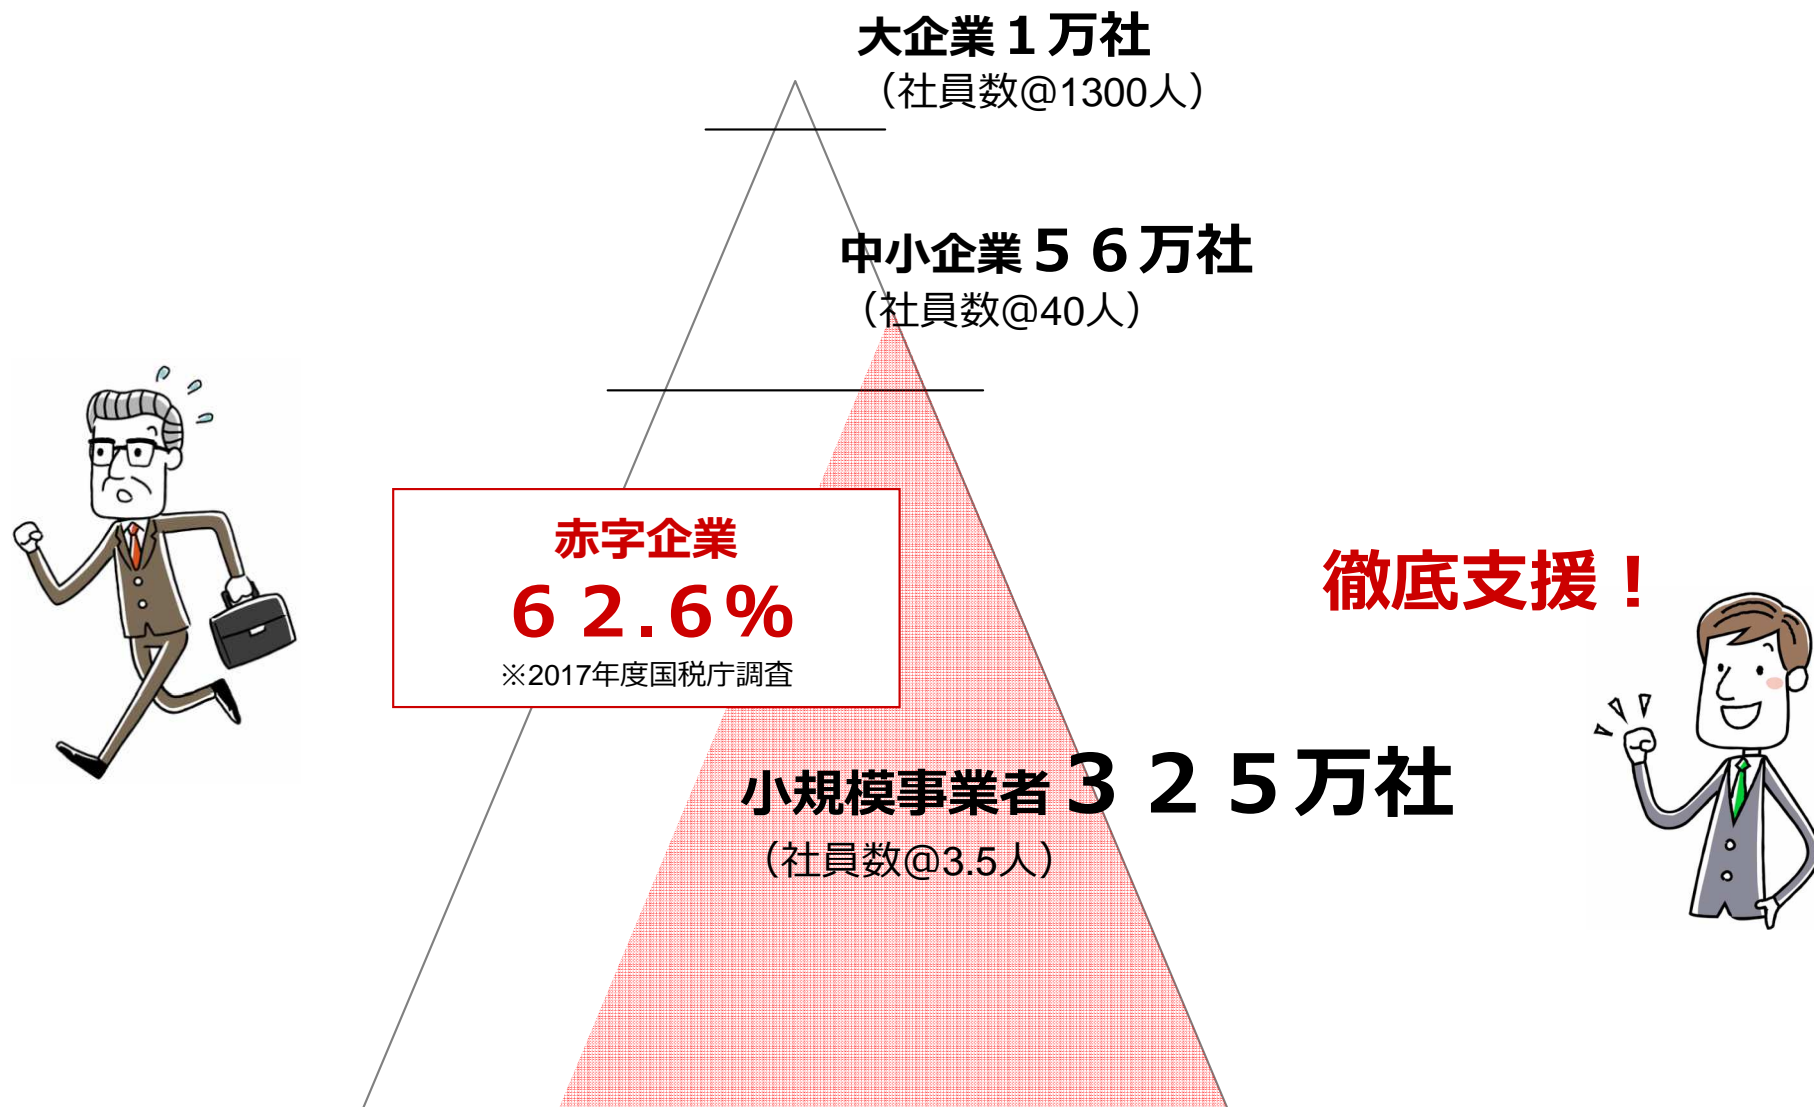 大企業１万社
（社員数@1300人）
中小企業５６万社
（社員数@40人）
赤字企業
６２.６%
※2017年度国税庁調査
徹底支援！
小規模事業者３２５万社
（社員数@3.5人）